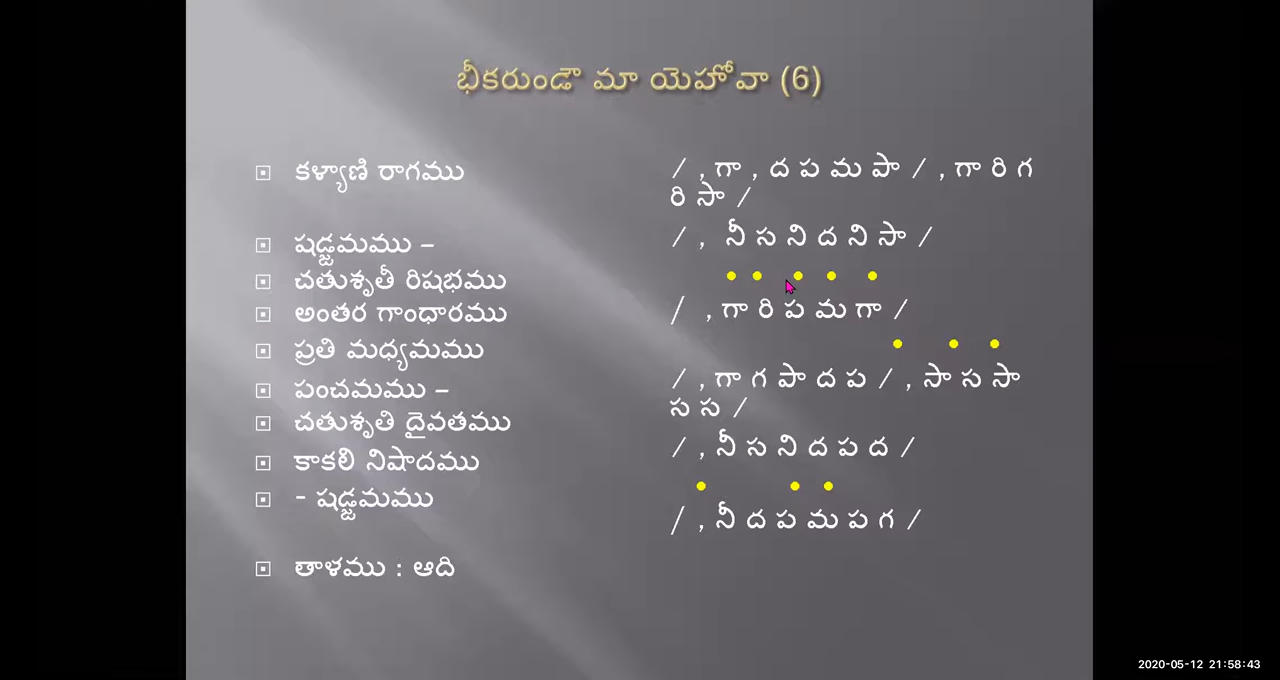 భీకరుండౌ మా యెహోవా (6)
కళ్యాణి రాగము
షడ్జమము –
చతుశృతీ రిషభము
అంతర గాంధారము
ప్రతి మధ్యమము
పంచమము –
చతుశృతి దైవతము
కాకలి నిషాదము
- షడ్జమము
తాళము : ఆది
/ , గా , ద ప మ పా / , గా రి గ
రి సా /
/ , నీ స ని ద ని సా /
/ , గా రి ప మ గా /
/ , గా గ పా ద ప / , సా స సా
స స /
/ , నీ స ని ద ప ద /
/ , నీ ద ప మ ప గ /
2020-05-12 21:58:43